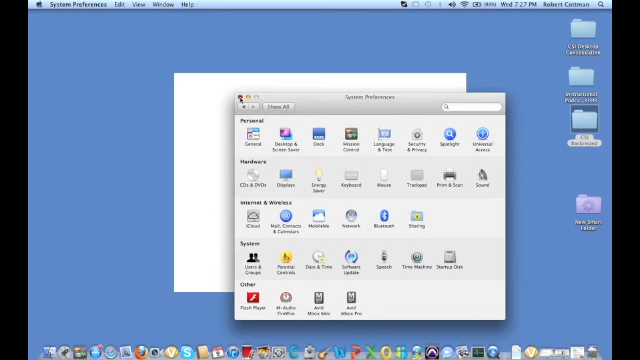 System Preferences Edit View Window Help
Wed 7:27 PM Robert Cottman
System Preferences
Show All
Personal
General
Desktop & Screen Saver
Dock
Mission Control
Language & Text
Security & Privacy
Spotlight
Universal Access
Hardware
CDs & DVDs
Displays
Energy Saver
Keyboard
Mouse
Trackpad
Print & Scan
Sound
Internet & Wireless
iCloud
Mail, Contacts & Calendars
MobileMe
Network
Bluetooth
Sharing
System
Users & Groups
Parental Controls
Date & Time
Software Update
Speech
Time Machine
Startup Disk
Other
Flash Player
M-Audio FireWire
Avid Mbox Mini
Avid Mbox Pro
CSI Desktop
Consolidation
Instructional
New Smart
Folder